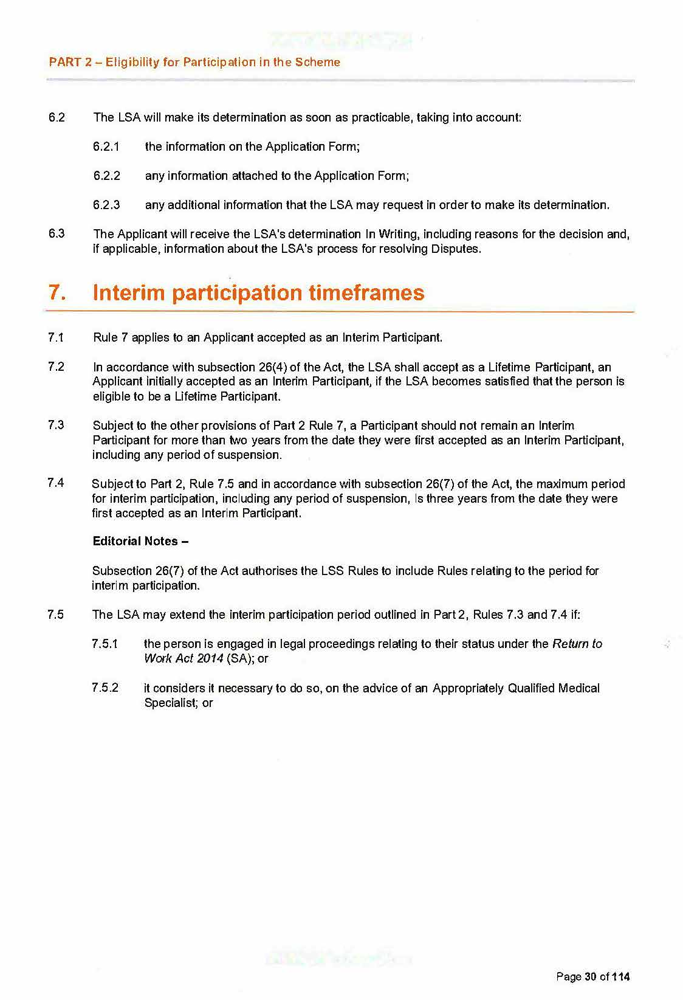 PART 2 – Eligibility for Participation in the Scheme
6.2 The LSA will make its determination as soon as practicable, taking into account:
6.2.1 the information on the Application Form;
6.2.2 any information attached to the Application Form;
6.2.3 any additional information that the LSA may request in order to make its determination.
6.3 The Applicant will receive the LSA's determination In Writing, including reasons for the decision and,
if applicable, information about the LSA's process for resolving Disputes.
7. Interim participation timeframes
7.1 Rule 7 applies to an Applicant accepted as an Interim Participant.
7.2 In accordance with subsection 26(4) of the Act, the LSA shall accept as a Lifetime Participant, an
Applicant initially accepted as an Interim Participant, if the LSA becomes satisfied that the person is
eligible to be a Lifetime Participant.
7.3 Subject to the other provisions of Part 2 Rule 7, a Participant should not remain an Interim
Participant for more than two years from the date they were first accepted as an Interim Participant,
including any period of suspension.
7.4 Subject to Part 2, Rule 7.5 and in accordance with subsection 26(7) of the Act, the maximum period
for interim participation, including any period of suspension, Is three years from the date they were
first accepted as an Interim Participant.
Editorial Notes –
Subsection 26(7) of the Act authorises the LSS Rules to include Rules relating to the period for
interim participation.
7.5 The LSA may extend the interim participation period outlined in Part 2, Rules 7.3 and 7.4 if:
7.5.1 the person is engaged in legal proceedings relating to their status under the Return to
Work Act 2014 (SA); or
7.5.2 it considers it necessary to do so, on the advice of an Appropriately Qualified Medical
Specialist; or
Page 30 of 114